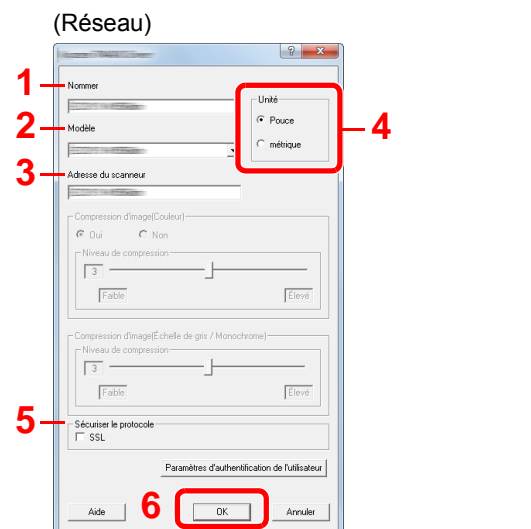 (Réseau)
? x
1 Nommer
Unité
2 Modèle
Pouce
4
métrique
3 Adresse du scanneur
Compression d'image(Couleur)
Oui Non
Niveau de compression
3
Faible Élevé
Compression d'image(Échelle de gris / Monochrome)
Niveau de compression
3
Faible Élevé
5 Sécuriser le protocole
SSL
Paramètres d'authentification de l'utilisateur
Aide 6 OK Annuler